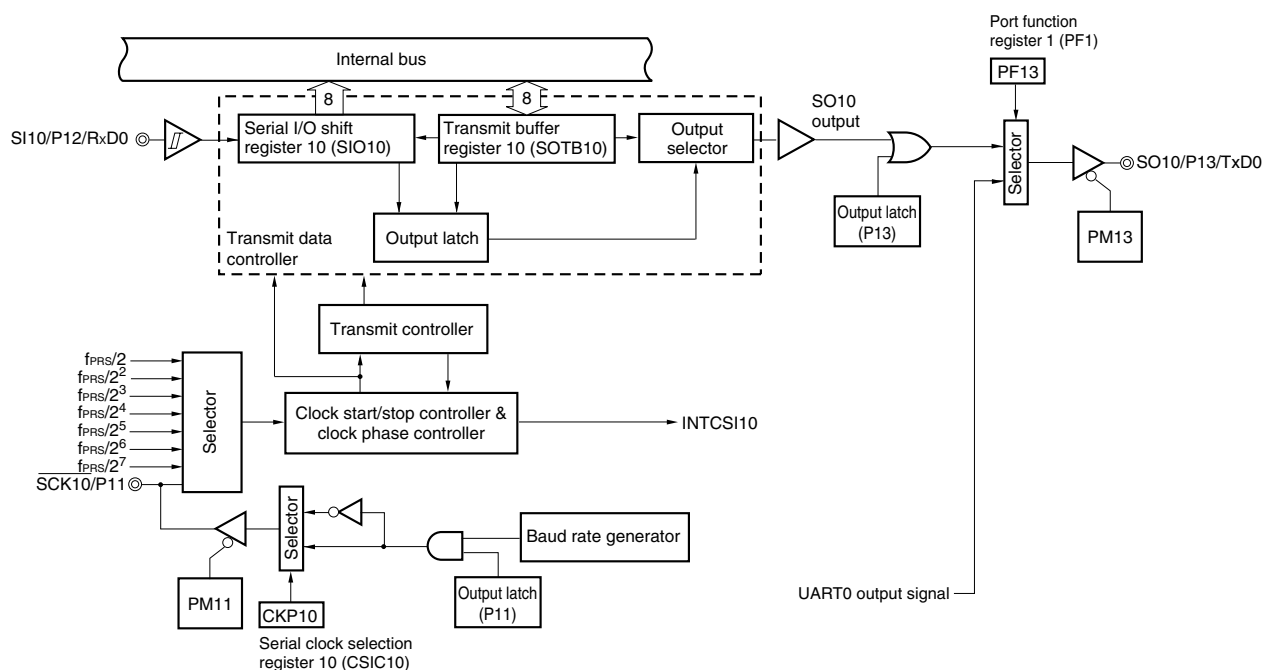 Port function
register 1 (PF1)
Internal bus
PF13
8
8
SO10
output
SI10/P12/RxD0
Serial I/O shift
register 10 (SIO10)
Transmit buffer
register 10 (SOTB10)
Output
selector
Selector
SO10/P13/TxD0
Output latch
(P13)
PM13
Output latch
Transmit data
controller
Transmit controller
fPRS/2
fPRS/2²
fPRS/2³
fPRS/2⁴
fPRS/2⁵
fPRS/2⁶
fPRS/2⁷
SCK10/P11
Selector
Clock start/stop controller &
clock phase controller
INTCSI10
Selector
Baud rate generator
PM11
CKP10
Output latch
(P11)
UART0 output signal
Serial clock selection
register 10 (CSIC10)